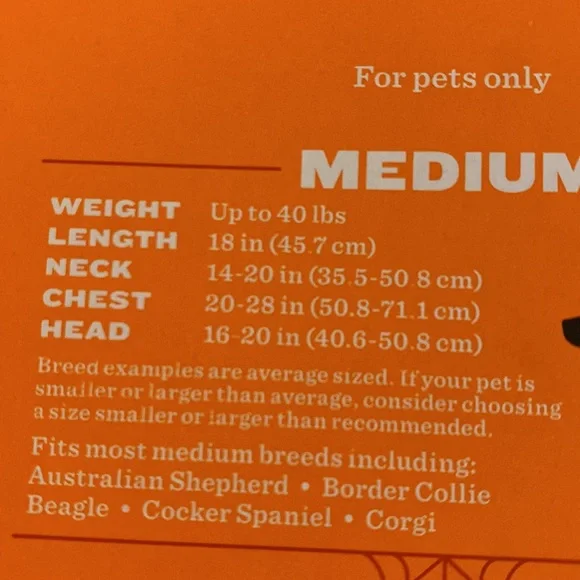 For pets only
MEDIUM
WEIGHT Up to 40 lbs
LENGTH 18 in (45.7 cm)
NECK 14-20 in (35.5-50.8 cm)
CHEST 20-28 in (50.8-71.1 cm)
HEAD 16-20 in (40.6-50.8 cm)
Breed examples are average sized. If your pet is
smaller or larger than average, consider choosing
a size smaller or larger than recommended.
Fits most medium breeds including:
Australian Shepherd • Border Collie
Beagle • Cocker Spaniel • Corgi